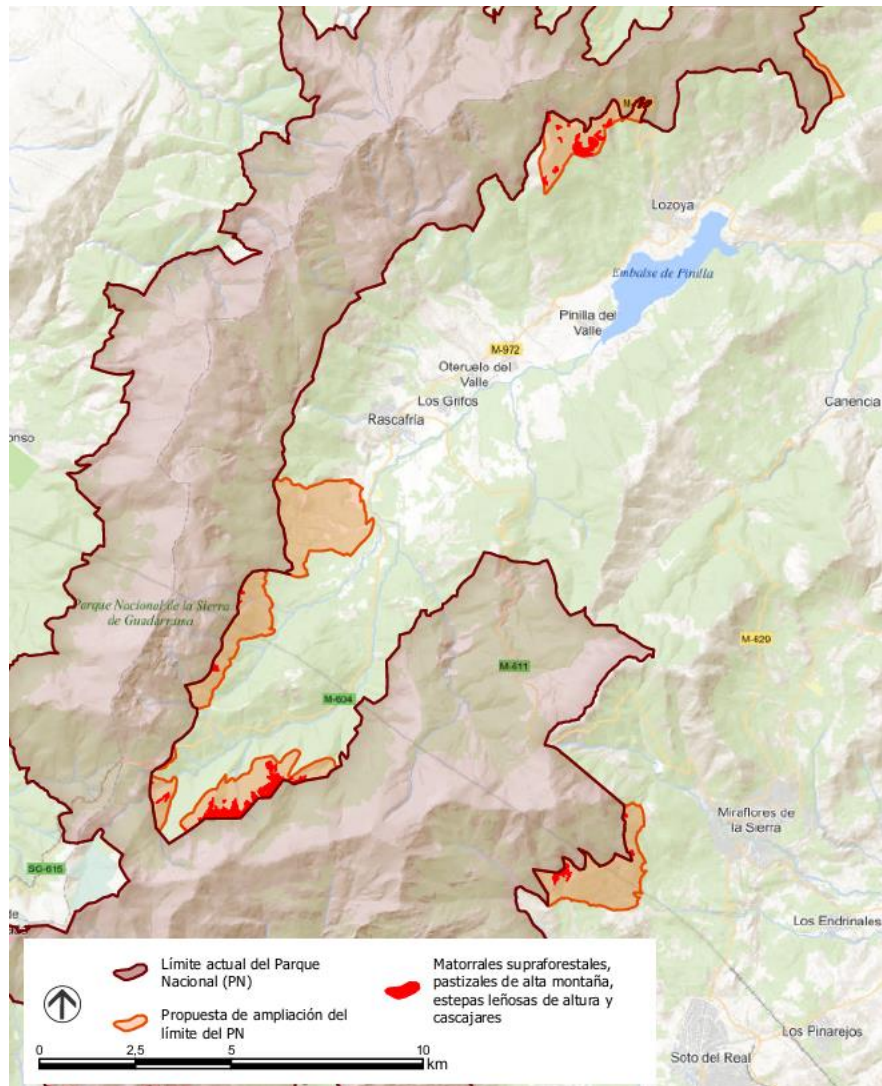 Lozoya
Embalse de Pinilla
Pinilla del
Valle
M-972
Oteruelo del
Valle
Los Grifos
Canencia
Rascafría
onso
Parque Nacional de la Sierra
de Guadarrama
M-629
M-611
M-604
Miraflores de
la Sierra
SG-615
de
Los Endrinales
Límite actual del Parque
Nacional (PN)
Propuesta de ampliación del
límite del PN
Matorrales supraforestales,
pastizales de alta montaña,
estepas leñosas de altura y
cascajares
0 2,5 5 10
km
Los Pinarejos
Soto del Real